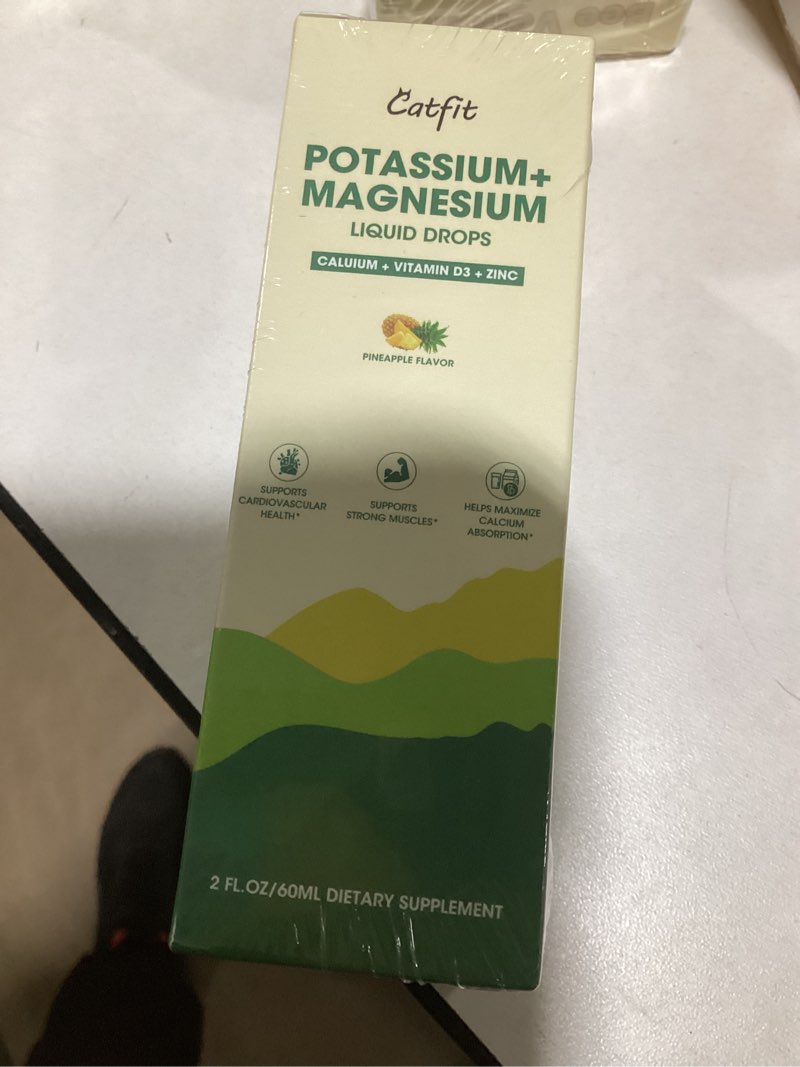 Catfit
POTASSIUM+
MAGNESIUM
LIQUID DROPS
CALUIUM + VITAMIN D3 + ZINC
PINEAPPLE FLAVOR
SUPPORTS
CARDIOVASCULAR
HEALTH*
SUPPORTS
STRONG MUSCLES*
HELPS MAXIMIZE
CALCIUM
ABSORPTION*
2 FL.OZ/60ML DIETARY SUPPLEMENT